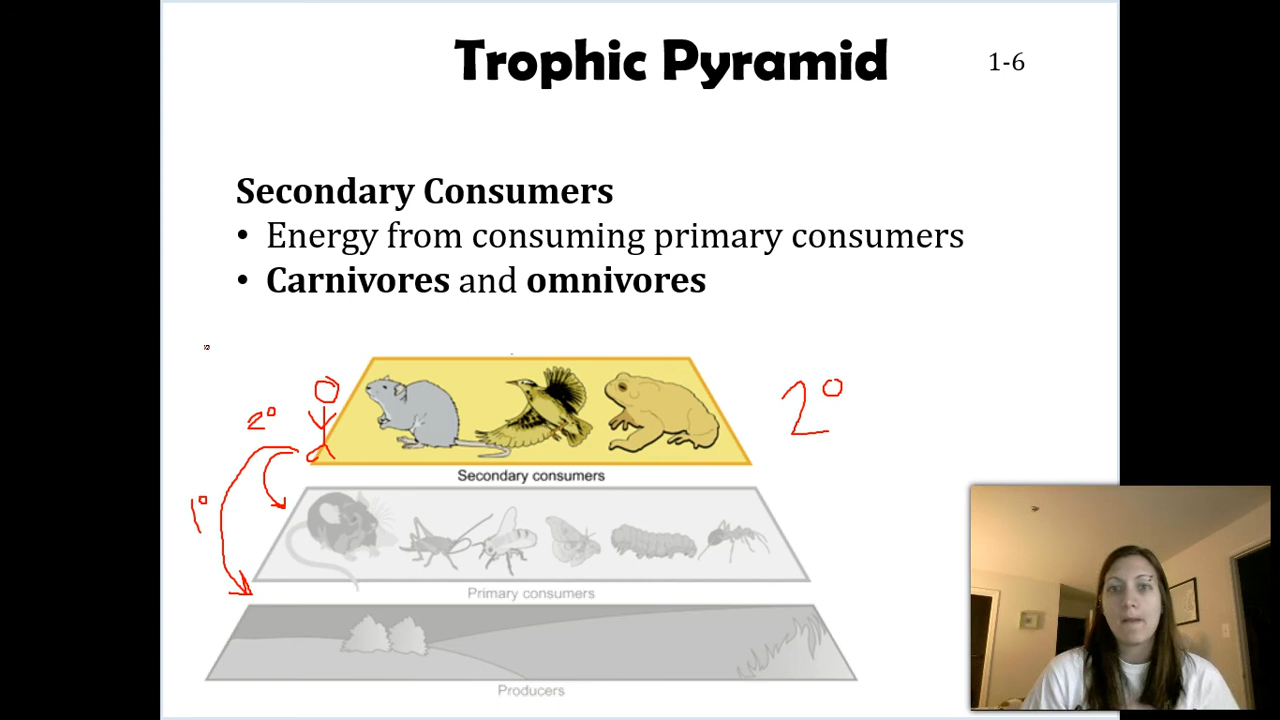 Trophic Pyramid
1-6
Secondary Consumers
• Energy from consuming primary consumers
• Carnivores and omnivores
2°
2°
Secondary consumers
1°
Primary consumers
Producers